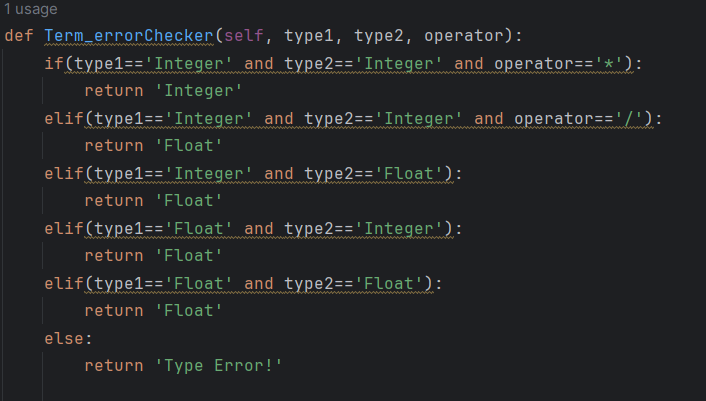 1 usage
def Term_errorChecker(self, type1, type2, operator):
    if(type1=='Integer' and type2=='Integer' and operator=='*'):
        return 'Integer'
    elif(type1=='Integer' and type2=='Integer' and operator=='/'):
        return 'Float'
    elif(type1=='Integer' and type2=='Float'):
        return 'Float'
    elif(type1=='Float' and type2=='Integer'):
        return 'Float'
    elif(type1=='Float' and type2=='Float'):
        return 'Float'
    else:
        return 'Type Error!'